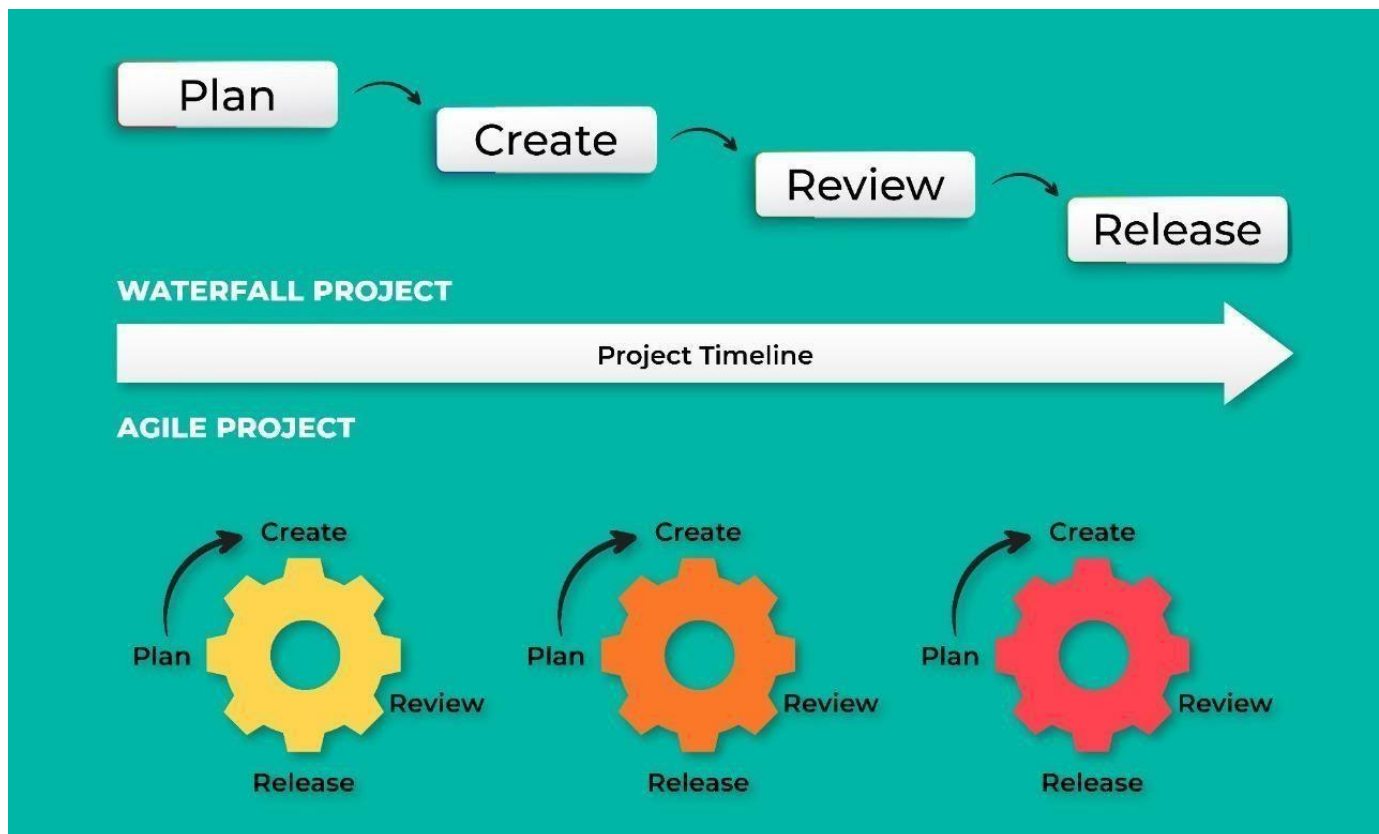 Plan
Create
Review
Release
WATERFALL PROJECT
Project Timeline
AGILE PROJECT
Create
Plan
Review
Release
Create
Plan
Review
Release
Create
Plan
Review
Release